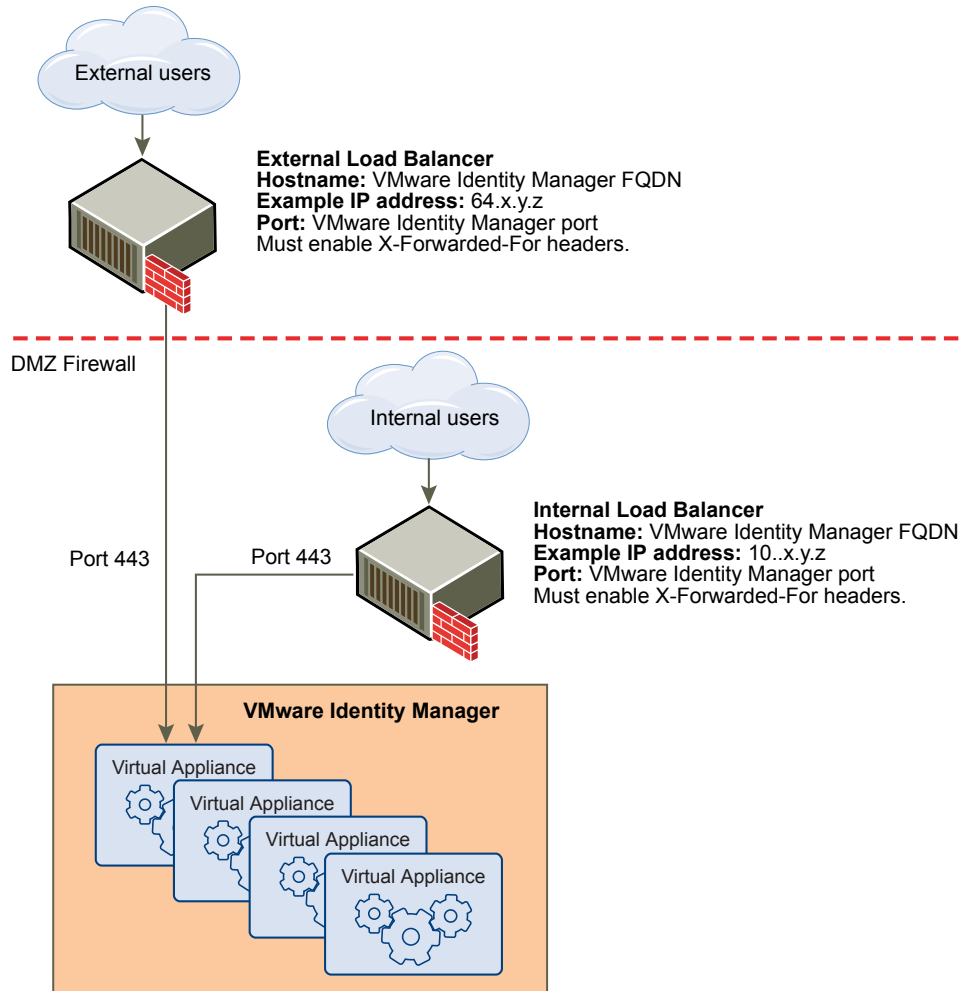 External users
External Load Balancer
Hostname: VMware Identity Manager FQDN
Example IP address: 64.x.y.z
Port: VMware Identity Manager port
Must enable X-Forwarded-For headers.
DMZ Firewall
Internal users
Internal Load Balancer
Hostname: VMware Identity Manager FQDN
Example IP address: 10..x.y.z
Port: VMware Identity Manager port
Must enable X-Forwarded-For headers.
Port 443
Port 443
VMware Identity Manager
Virtual Appliance
Virtual Appliance
Virtual Appliance
Virtual Appliance